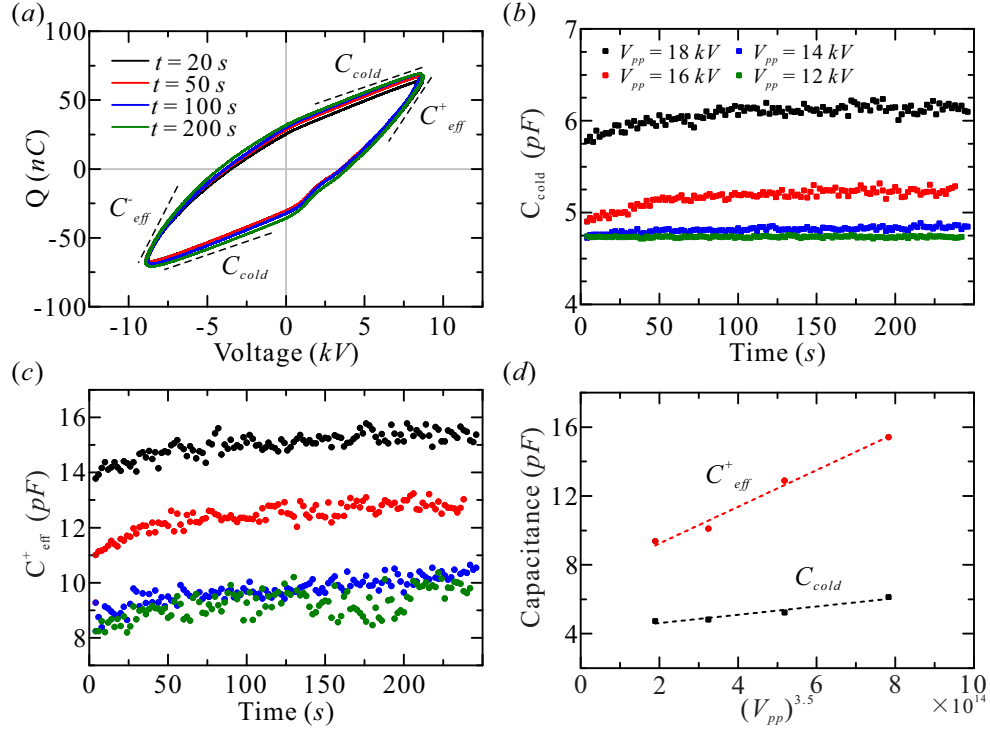 (a)
100
50
0
-50
-100
Q (nC)
t = 20 s
t = 50 s
t = 100 s
t = 200 s
C_cold
C^+_eff
C^-_eff
C_cold
-10 -5 0 5 10
Voltage (kV)
(b)
7
6
5
4
C_cold (pF)
V_pp = 18 kV V_pp = 14 kV
V_pp = 16 kV V_pp = 12 kV
0 50 100 150 200
Time (s)
(c)
16
14
12
10
8
C^+_eff (pF)
0 50 100 150 200
Time (s)
(d)
16
12
8
4
Capacitance (pF)
C^+_eff
C_cold
0 2 4 6 8 10
(V_pp)^3.5 ×10^14